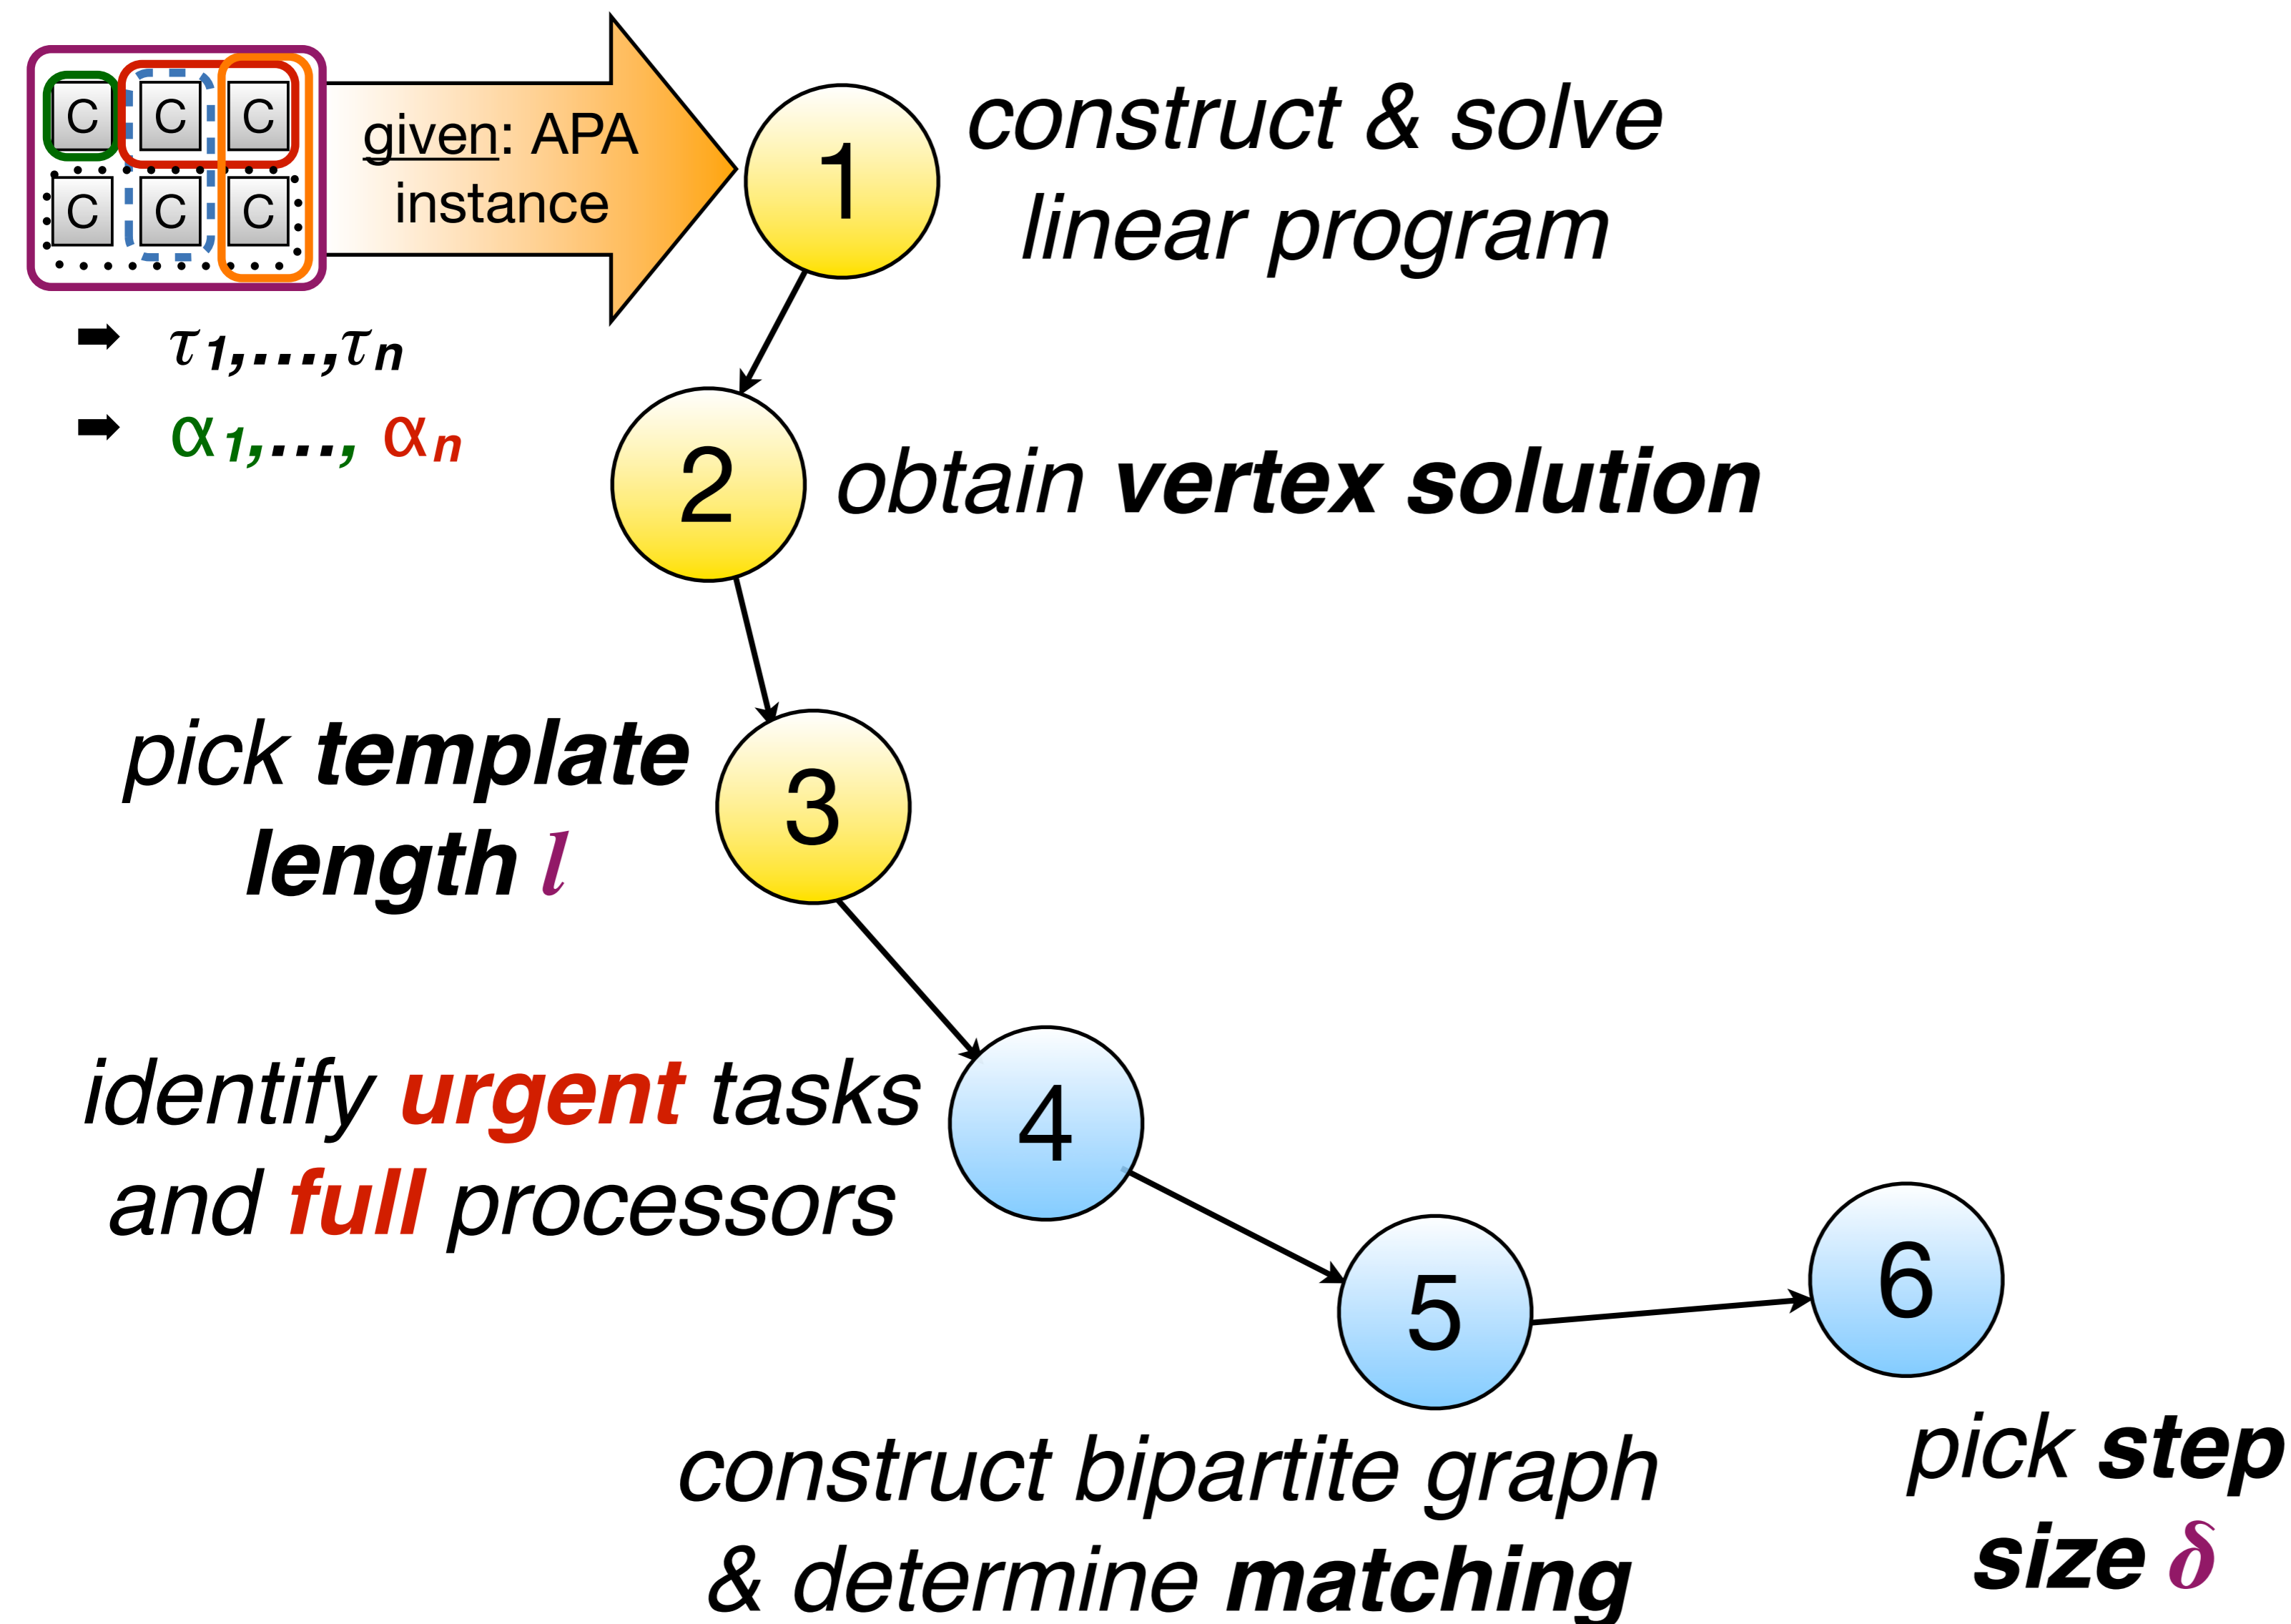 C C C
C C C
given: APA
instance
➡ τ1,...,τn
➡ α1,..., αn
1
construct & solve
linear program
2
obtain vertex solution
pick template
length l
3
identify urgent tasks
and full processors
4
5
6
construct bipartite graph
& determine matching
pick step
size δ